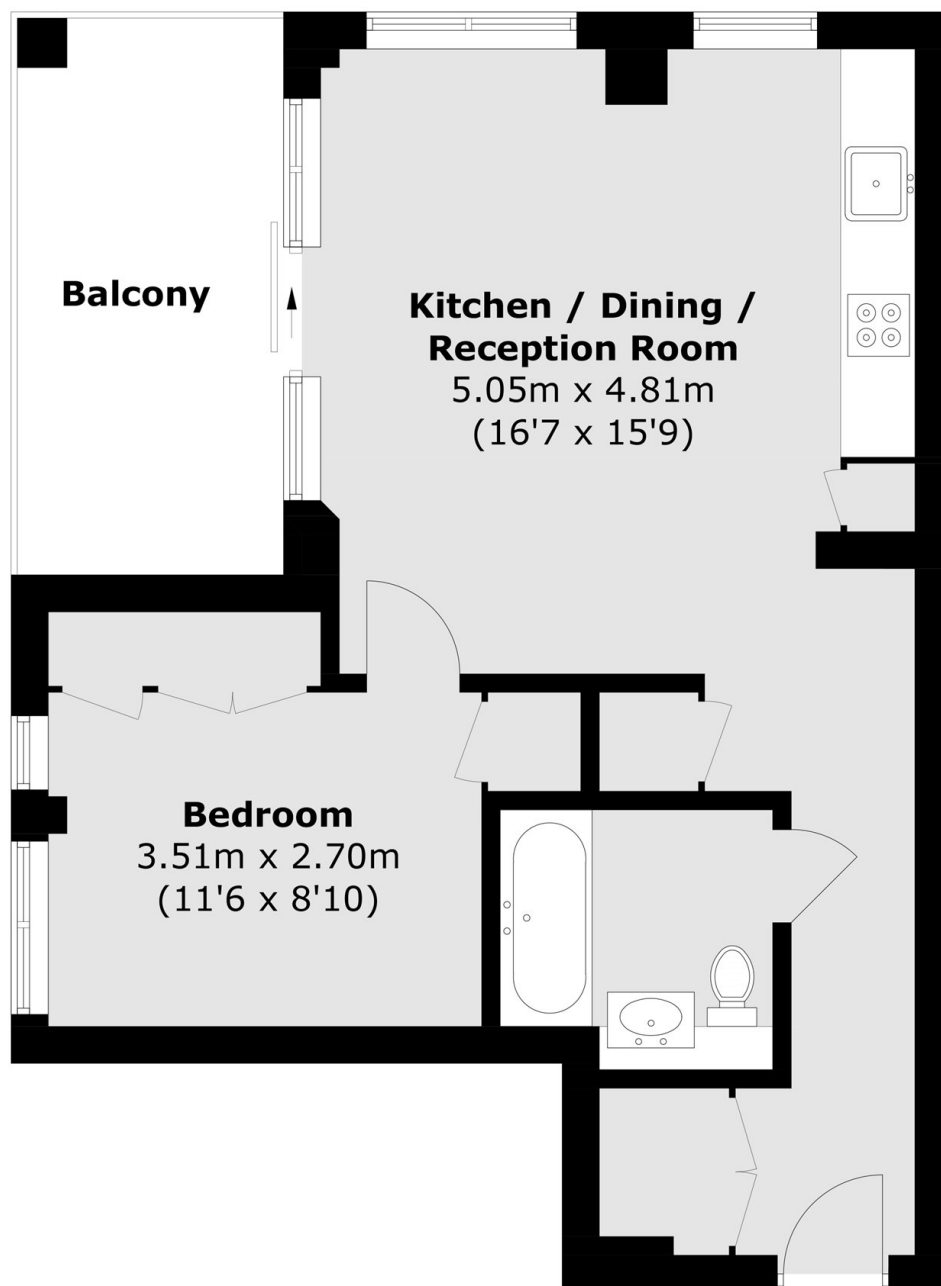 Balcony
Kitchen / Dining /
Reception Room
5.05m x 4.81m
(16'7 x 15'9)
Bedroom
3.51m x 2.70m
(11'6 x 8'10)